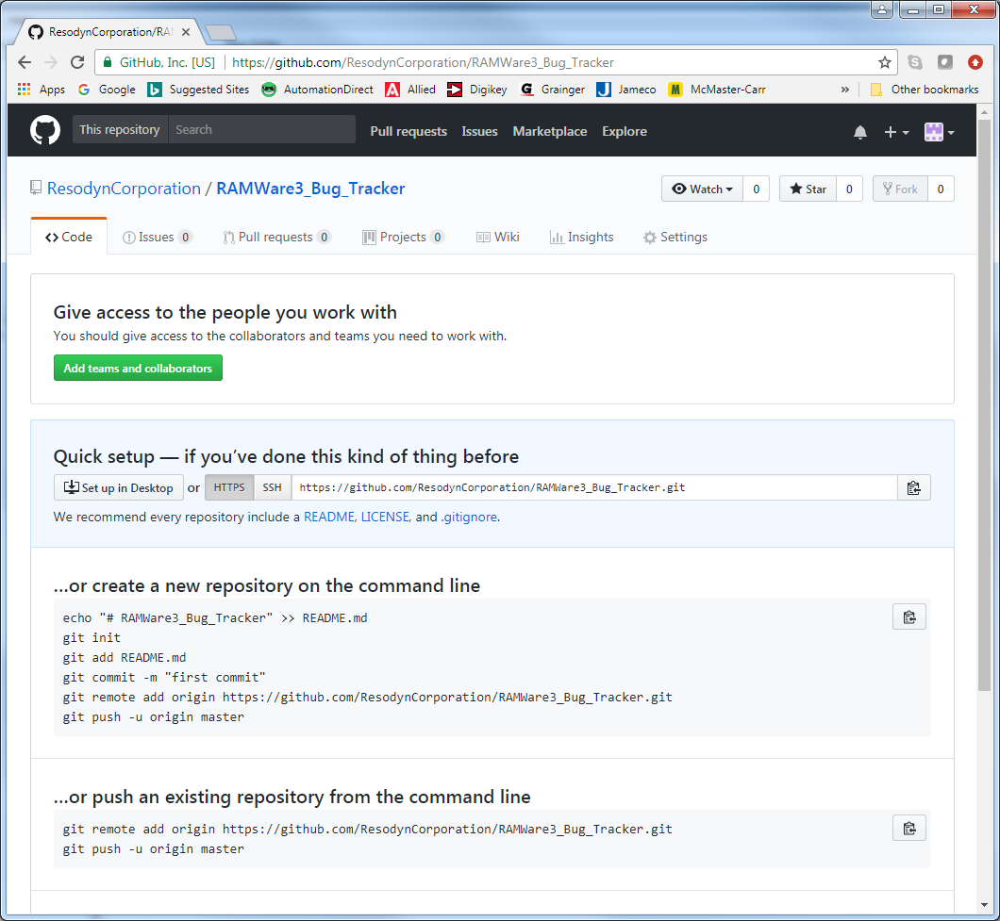 ResodynCorporation/RA
GitHub, Inc. [US] https://github.com/ResodynCorporation/RAMWare3_Bug_Tracker
Apps Google Suggested Sites AutomationDirect Allied Digikey Grainger Jameco McMaster-Carr » Other bookmarks
This repository Search Pull requests Issues Marketplace Explore
ResodynCorporation / RAMWare3_Bug_Tracker Watch 0 Star 0 Fork 0
Code Issues 0 Pull requests 0 Projects 0 Wiki Insights Settings
Give access to the people you work with
You should give access to the collaborators and teams you need to work with.
Add teams and collaborators
Quick setup — if you’ve done this kind of thing before
Set up in Desktop or HTTPS SSH https://github.com/ResodynCorporation/RAMWare3_Bug_Tracker.git
We recommend every repository include a README, LICENSE, and .gitignore.
…or create a new repository on the command line
echo "# RAMWare3_Bug_Tracker" >> README.md
git init
git add README.md
git commit -m "first commit"
git remote add origin https://github.com/ResodynCorporation/RAMWare3_Bug_Tracker.git
git push -u origin master
…or push an existing repository from the command line
git remote add origin https://github.com/ResodynCorporation/RAMWare3_Bug_Tracker.git
git push -u origin master